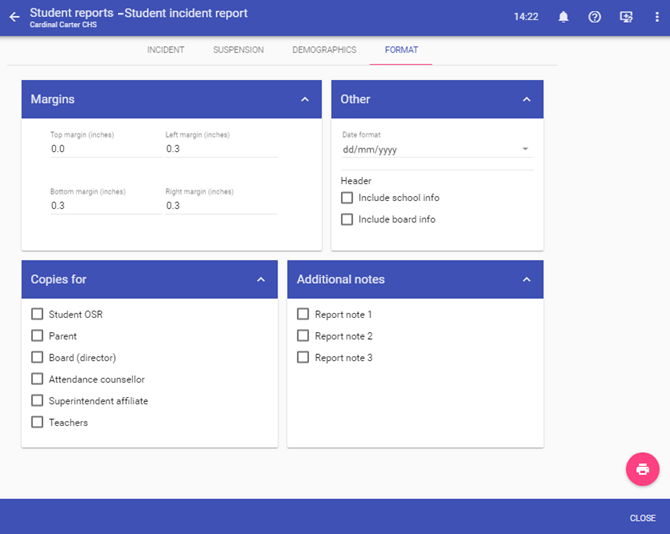 Student reports –Student incident report
Cardinal Carter CHS
14:22
INCIDENT SUSPENSION DEMOGRAPHICS FORMAT
Margins
Top margin (inches) Left margin (inches)
0.0 0.3
Bottom margin (inches) Right margin (inches)
0.3 0.3
Other
Date format
dd/mm/yyyy
Header
Include school info
Include board info
Copies for
Student OSR
Parent
Board (director)
Attendance counsellor
Superintendent affiliate
Teachers
Additional notes
Report note 1
Report note 2
Report note 3
CLOSE